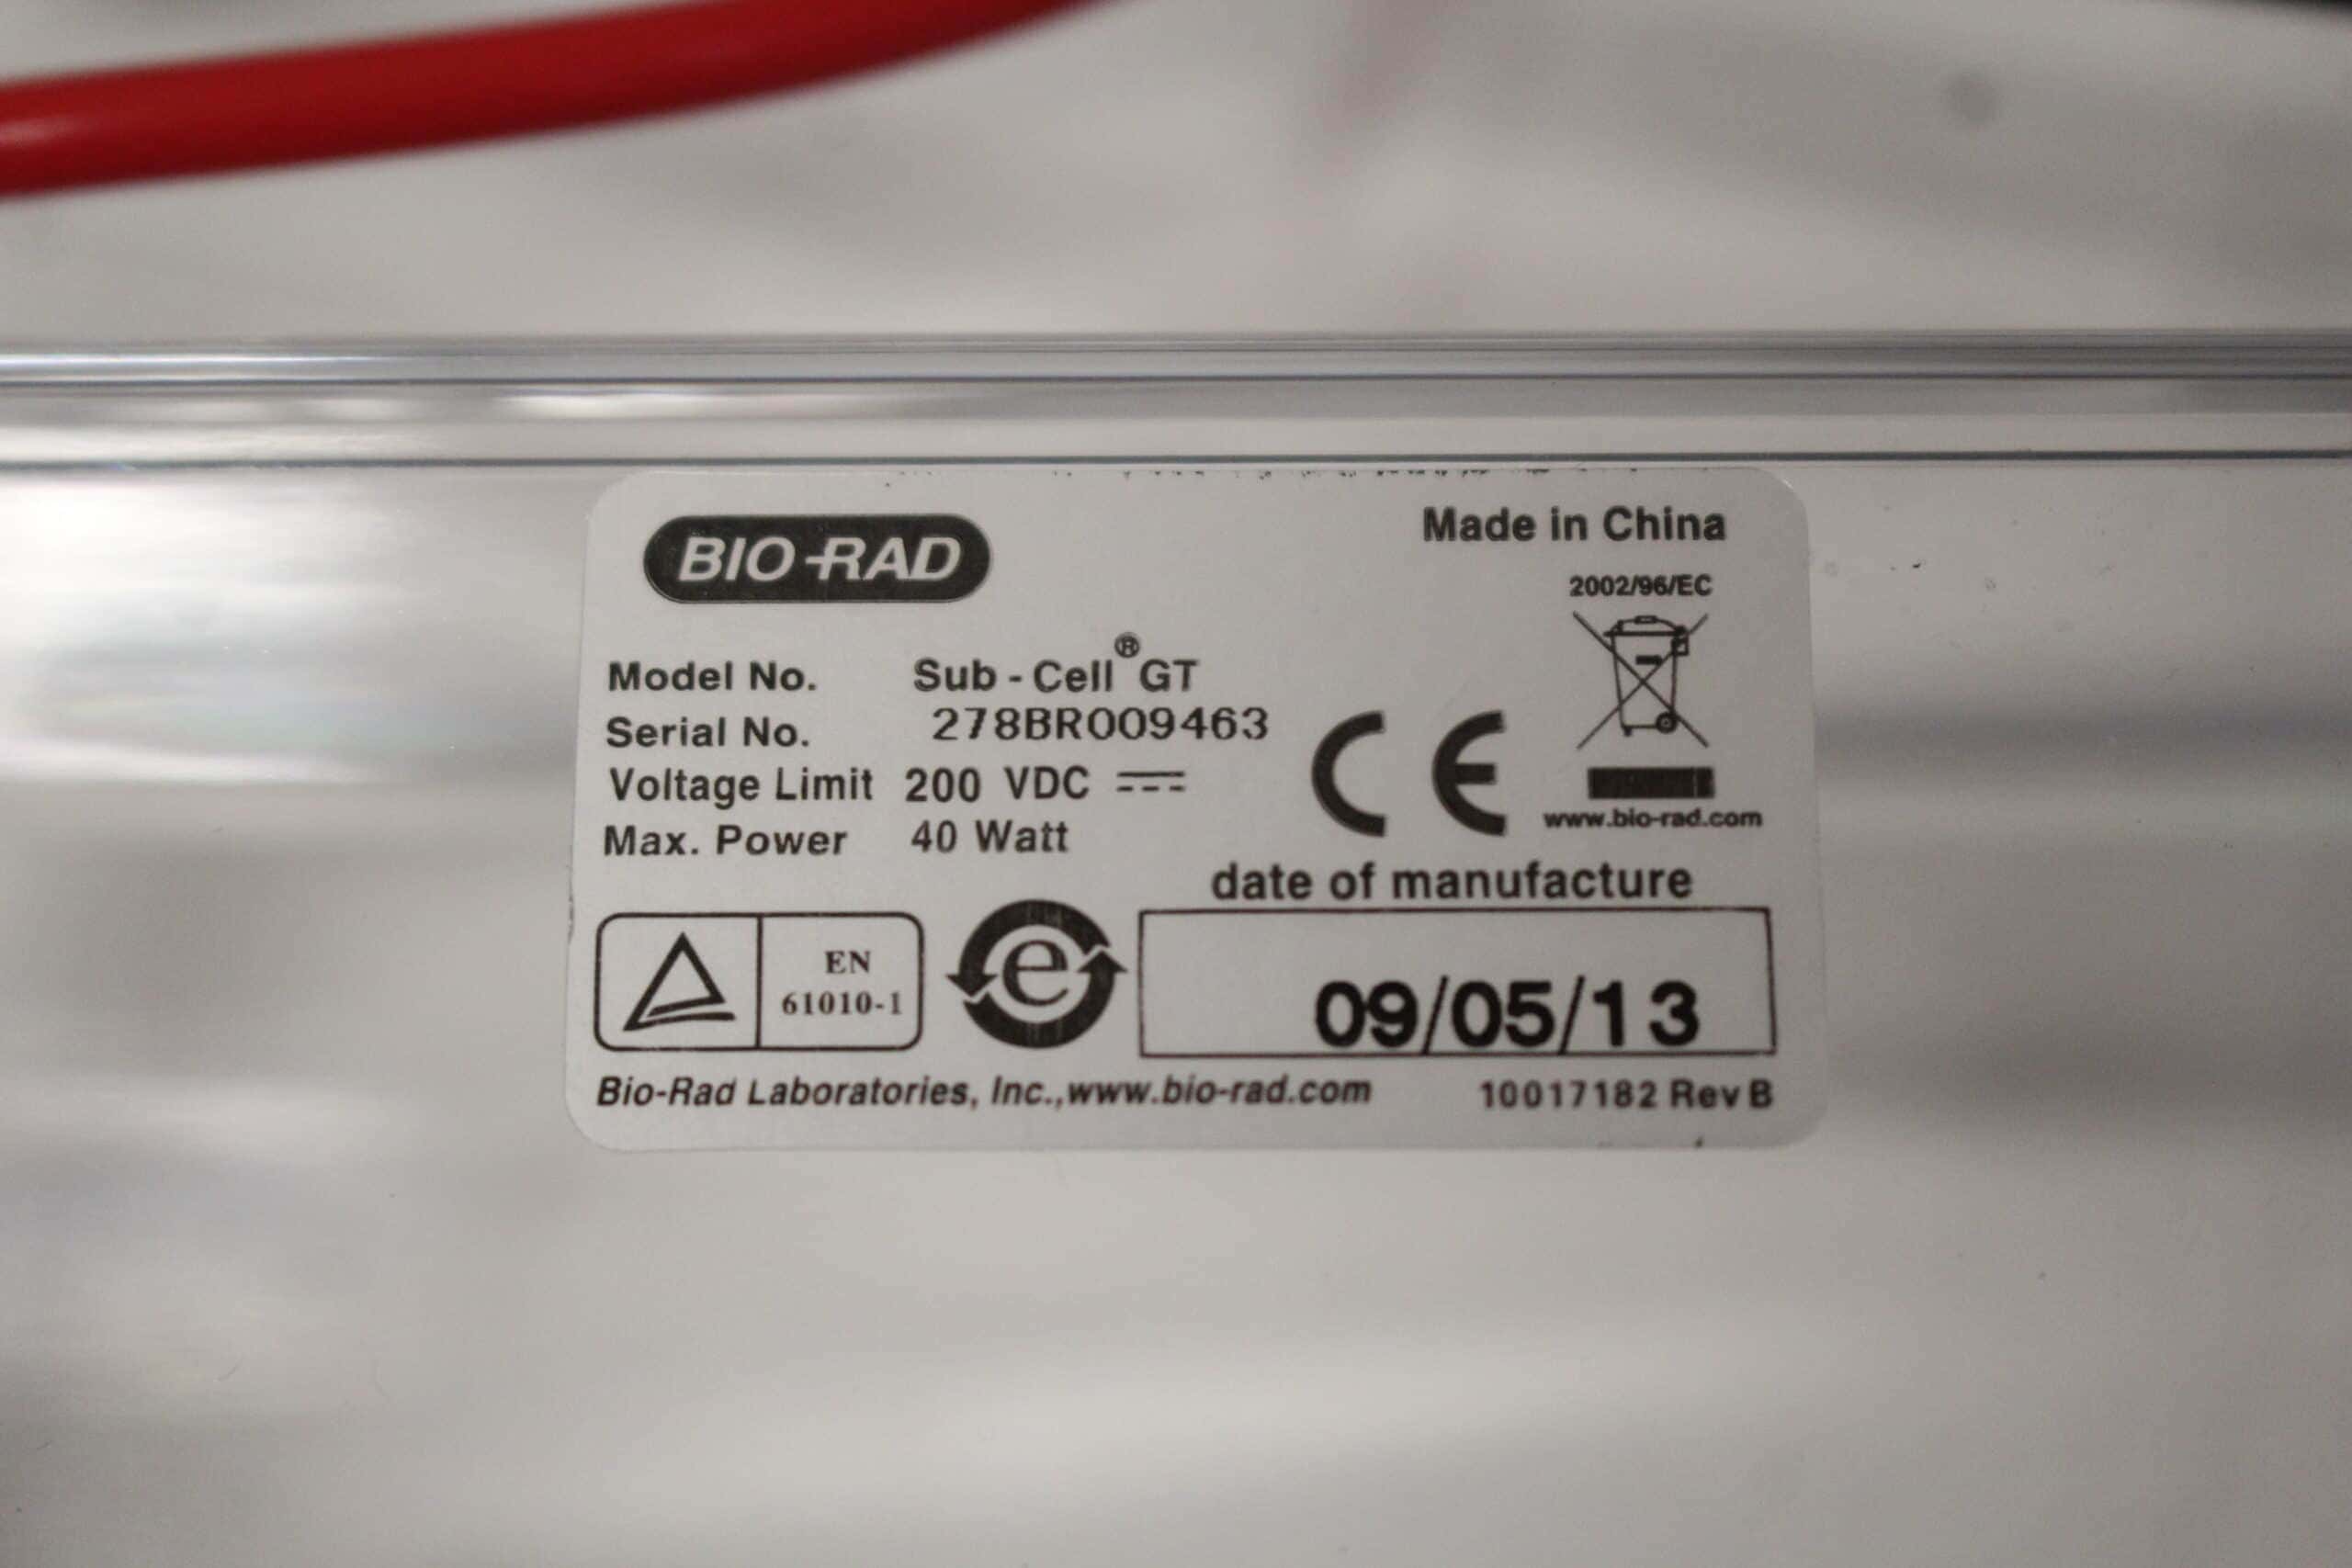 BIO-RAD
Made in China
2002/96/EC
Model No. Sub - Cell® GT
Serial No. 278BR009463
Voltage Limit 200 VDC
Max. Power 40 Watt
CE
www.bio-rad.com
date of manufacture
EN
61010-1
e
09/05/13
Bio-Rad Laboratories, Inc.,www.bio-rad.com 10017182 Rev B